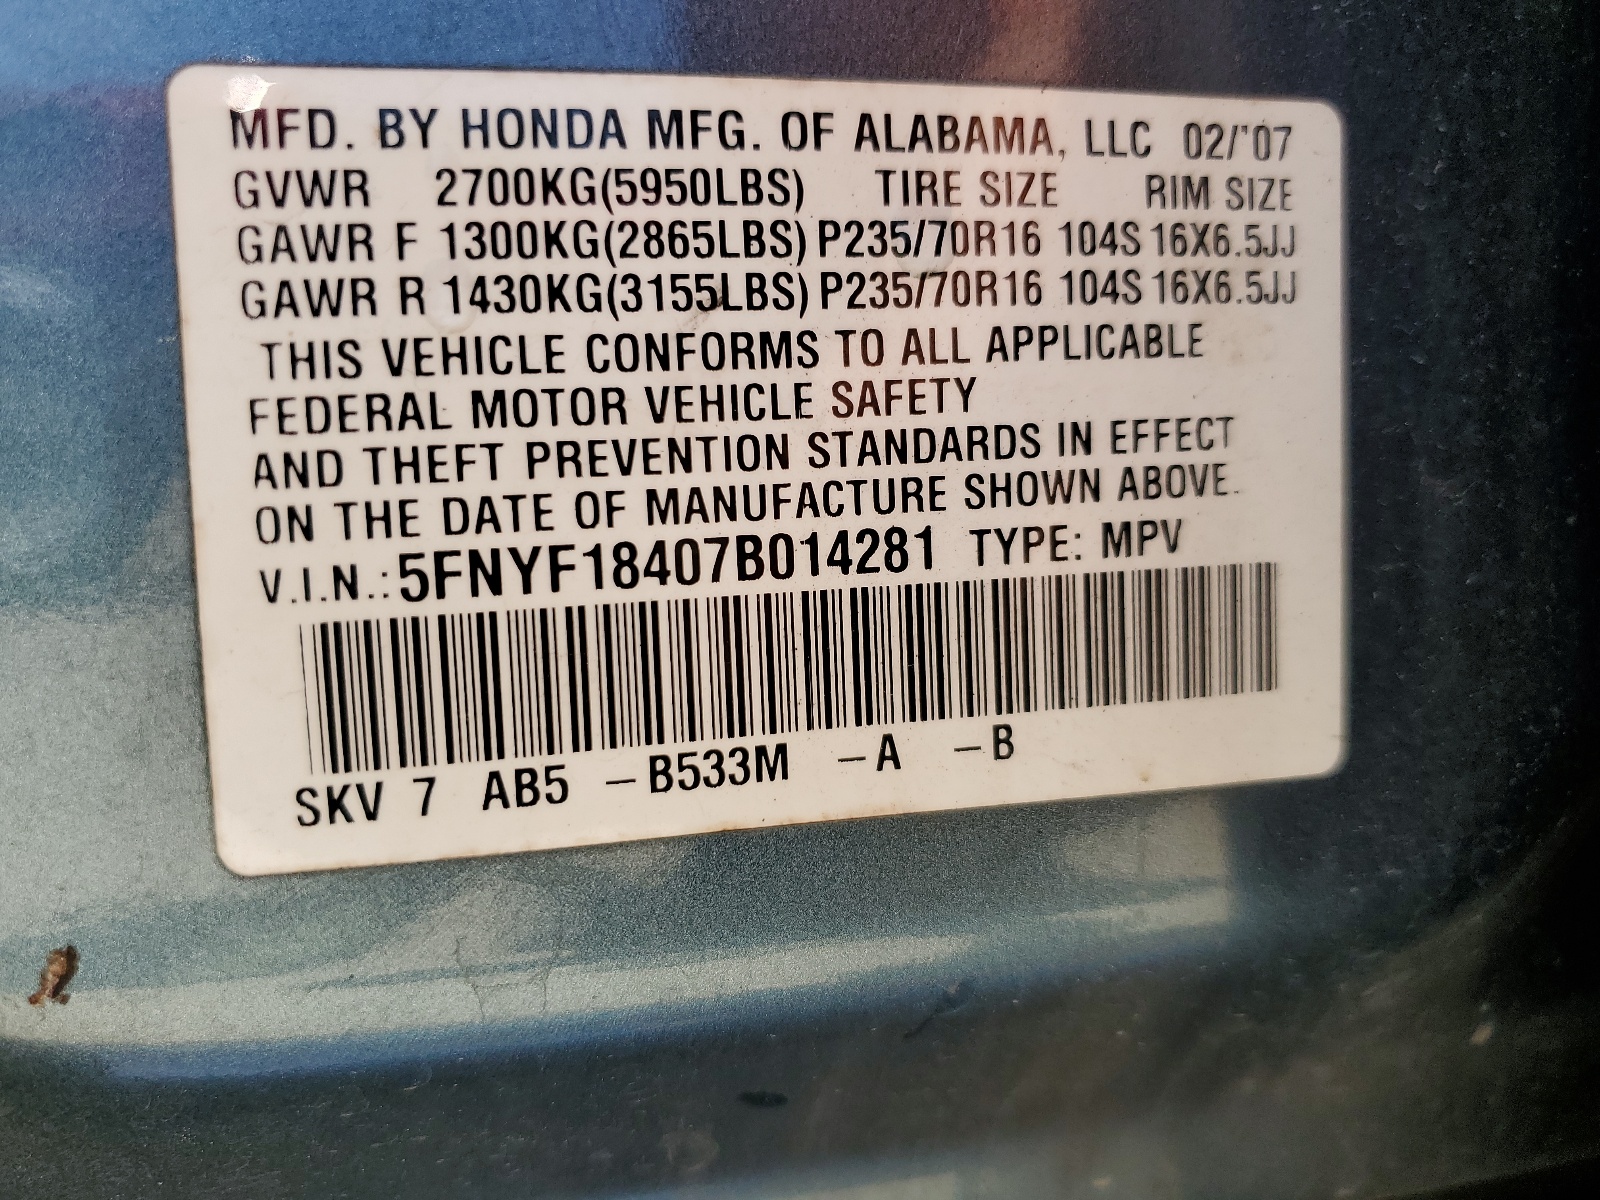 MFD. BY HONDA MFG. OF ALABAMA, LLC 02/'07
GVWR 2700KG(5950LBS) TIRE SIZE RIM SIZE
GAWR F 1300KG(2865LBS) P235/70R16 104S 16X6.5JJ
GAWR R 1430KG(3155LBS) P235/70R16 104S 16X6.5JJ
THIS VEHICLE CONFORMS TO ALL APPLICABLE
FEDERAL MOTOR VEHICLE SAFETY
AND THEFT PREVENTION STANDARDS IN EFFECT
ON THE DATE OF MANUFACTURE SHOWN ABOVE.
V.I.N.: 5FNYF18407B014281 TYPE: MPV
SKV 7 AB5 –B533M –A –B